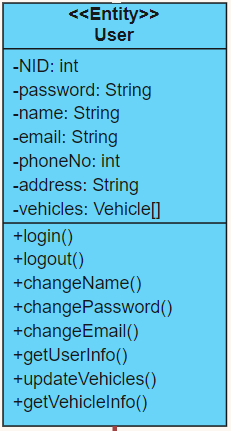 <<Entity>>
User
-NID: int
-password: String
-name: String
-email: String
-phoneNo: int
-address: String
-vehicles: Vehicle[]
+login()
+logout()
+changeName()
+changePassword()
+changeEmail()
+getUserInfo()
+updateVehicles()
+getVehicleInfo()